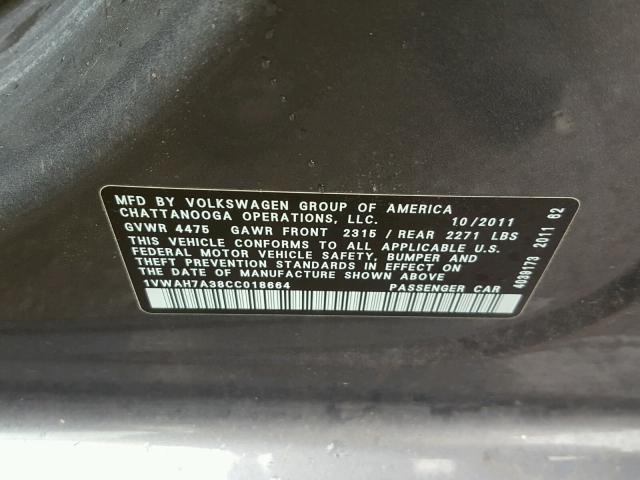 MFD BY VOLKSWAGEN GROUP OF AMERICA
CHATTANOOGA OPERATIONS, LLC. 10/2011
GVWR 4475 GAWR FRONT 2315 / REAR 2271 LBS
THIS VEHICLE CONFORMS TO ALL APPLICABLE U.S.
FEDERAL MOTOR VEHICLE SAFETY, BUMPER AND
THEFT PREVENTION STANDARDS IN EFFECT
ON THE DATE OF MANUFACTURE SHOWN ABOVE
1VWAH7A38CC018664 PASSENGER CAR
4039173 2011 62